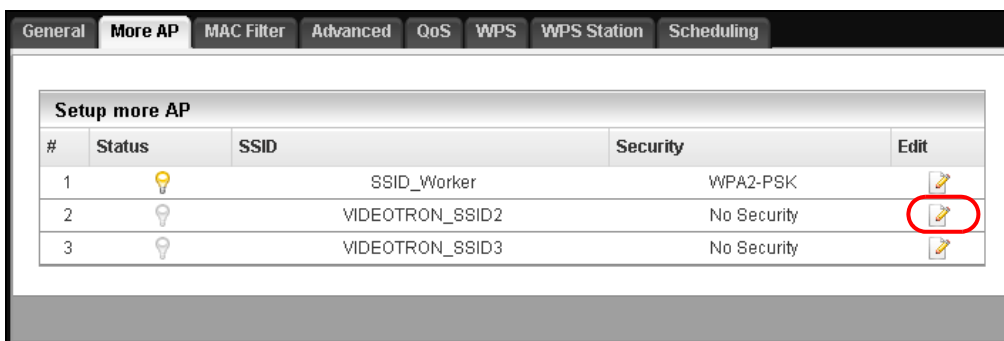 General More AP MAC Filter Advanced QoS WPS WPS Station Scheduling
Setup more AP
# Status SSID Security Edit
1 SSID_Worker WPA2-PSK
2 VIDEOTRON_SSID2 No Security
3 VIDEOTRON_SSID3 No Security